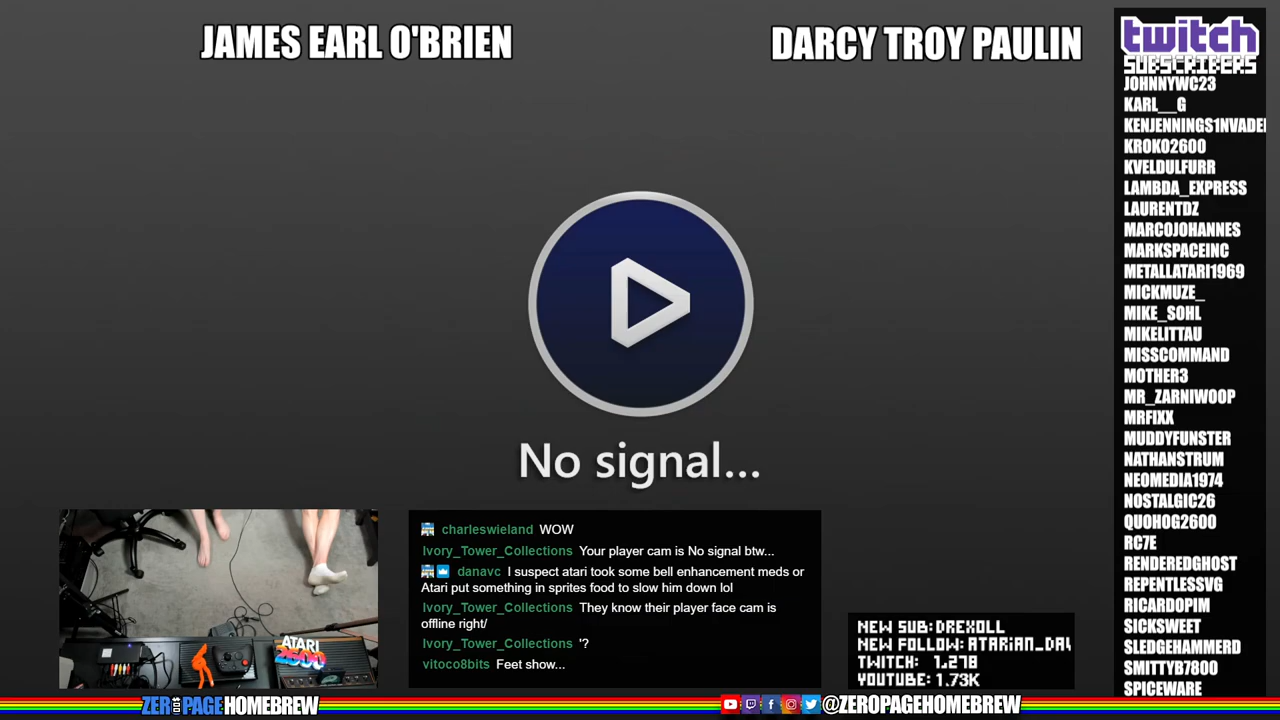 JAMES EARL O'BRIEN
DARCY TROY PAULIN
twitch
SUBSCRIBERS
JOHNNYWC23
KARL__G
KENJENNINGS1NVADE
KROKO2600
KVELDULFURR
LAMBDA_EXPRESS
LAURENTDZ
MARCOJOHANNES
MARKSPACEINC
METALLATARI1969
MICKMUZE_
MIKE_SOHL
MIKELITTAU
MISSCOMMAND
MOTHER3
MR_ZARNIWOOP
MRFIXX
MUDDYFUNSTER
NATHANSTRUM
NEOMEDIA1974
NOSTALGIC26
QUOHOG2600
RC7E
RENDEREDGHOST
REPENTLESSVG
RICARDOPIM
SICKSWEET
SLEDGEHAMMERD
SMITTYB7800
SPICEWARE
No signal...
charleswieland WOW
Ivory_Tower_Collections Your player cam is No signal btw...
danavc I suspect atari took some bell enhancement meds or
Atari put something in sprites food to slow him down lol
Ivory_Tower_Collections They know their player face cam is
offline right/
Ivory_Tower_Collections '?
vitoco8bits Feet show...
ATARI
2600
NEW SUB:DREXOLL
NEW FOLLOW:ATARIAN_DAV
TWITCH: 1,278
YOUTUBE: 1.73K
ZEROPAGEHOMEBREW
@ZEROPAGEHOMEBREW